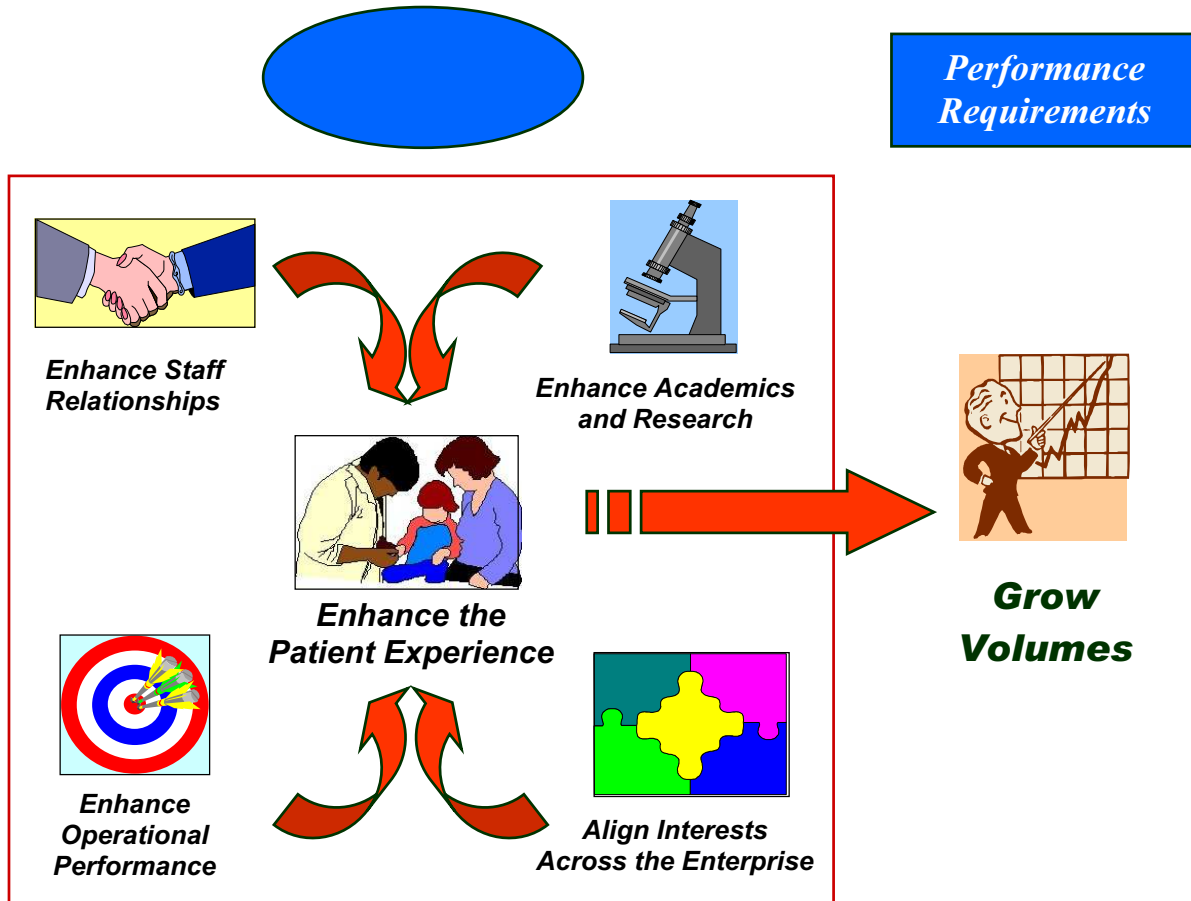 Performance
Requirements
Enhance Staff
Relationships
Enhance Academics
and Research
Enhance the
Patient Experience
Grow
Volumes
Enhance
Operational
Performance
Align Interests
Across the Enterprise